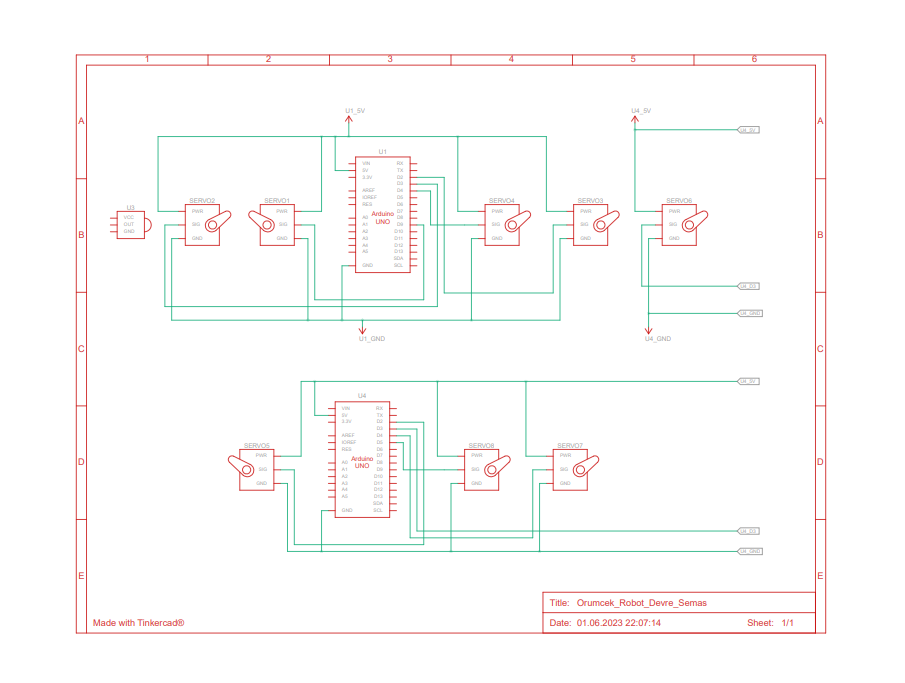 1 2 3 4 5 6
A A
B B
C C
D D
E E
U1_5V
U4_5V
U4_5V
U1
VIN
5V
3.3V
AREF
IOREF
RES
A0
A1
A2
A3
A4
A5
GND
Arduino
UNO
RX
TX
D2
D3
D4
D5
D6
D7
D8
D9
D10
D11
D12
D13
SDA
SCL
U3
VCC
OUT
GND
SERVO2
PWR
SIG
GND
SERVO1
PWR
SIG
GND
SERVO4
PWR
SIG
GND
SERVO3
PWR
SIG
GND
SERVO6
PWR
SIG
GND
U4_D3
U4_GND
U1_GND
U4_GND
U4_5V
U4
VIN
5V
3.3V
AREF
IOREF
RES
A0
A1
A2
A3
A4
A5
GND
Arduino
UNO
RX
TX
D2
D3
D4
D5
D6
D7
D8
D9
D10
D11
D12
D13
SDA
SCL
SERVO5
PWR
SIG
GND
SERVO8
PWR
SIG
GND
SERVO7
PWR
SIG
GND
U4_D3
U4_GND
Title: Orumcek_Robot_Devre_Semas
Date: 01.06.2023 22:07:14 Sheet: 1/1
Made with Tinkercad®